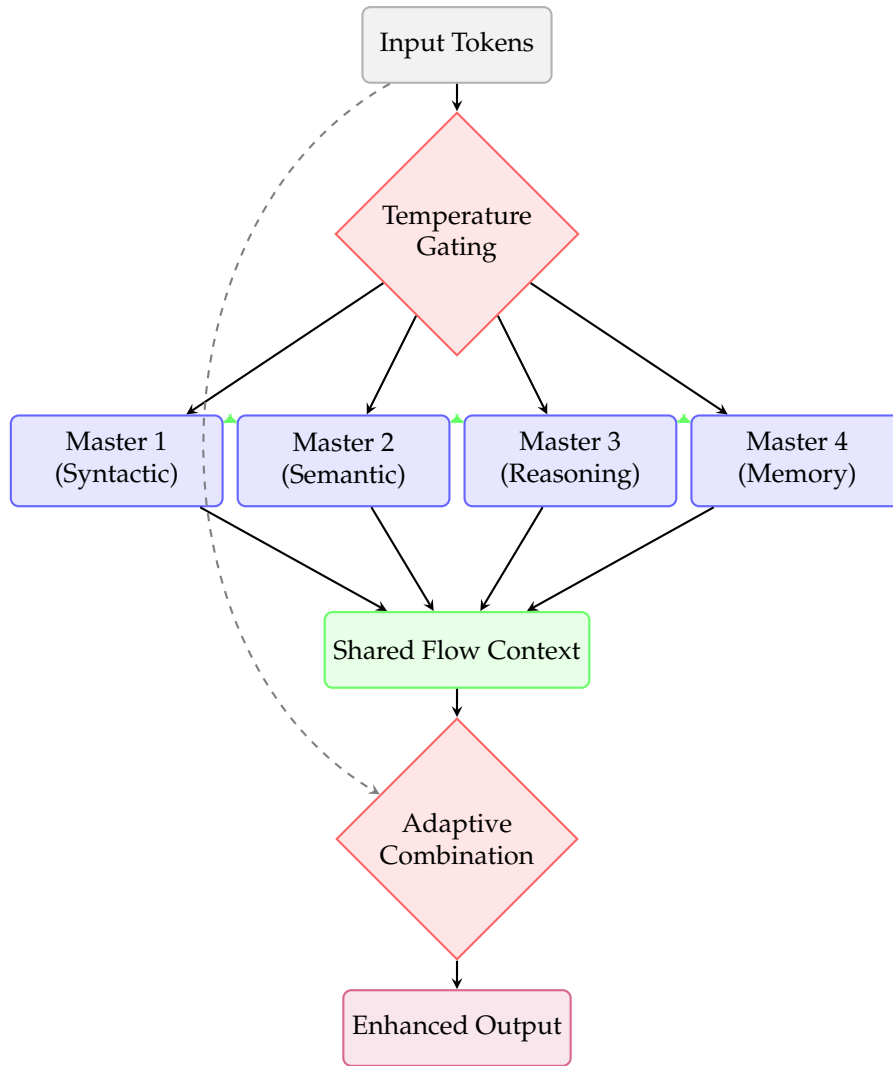 Input Tokens
Temperature
Gating
Master 1
(Syntactic)
Master 2
(Semantic)
Master 3
(Reasoning)
Master 4
(Memory)
Shared Flow Context
Adaptive
Combination
Enhanced Output